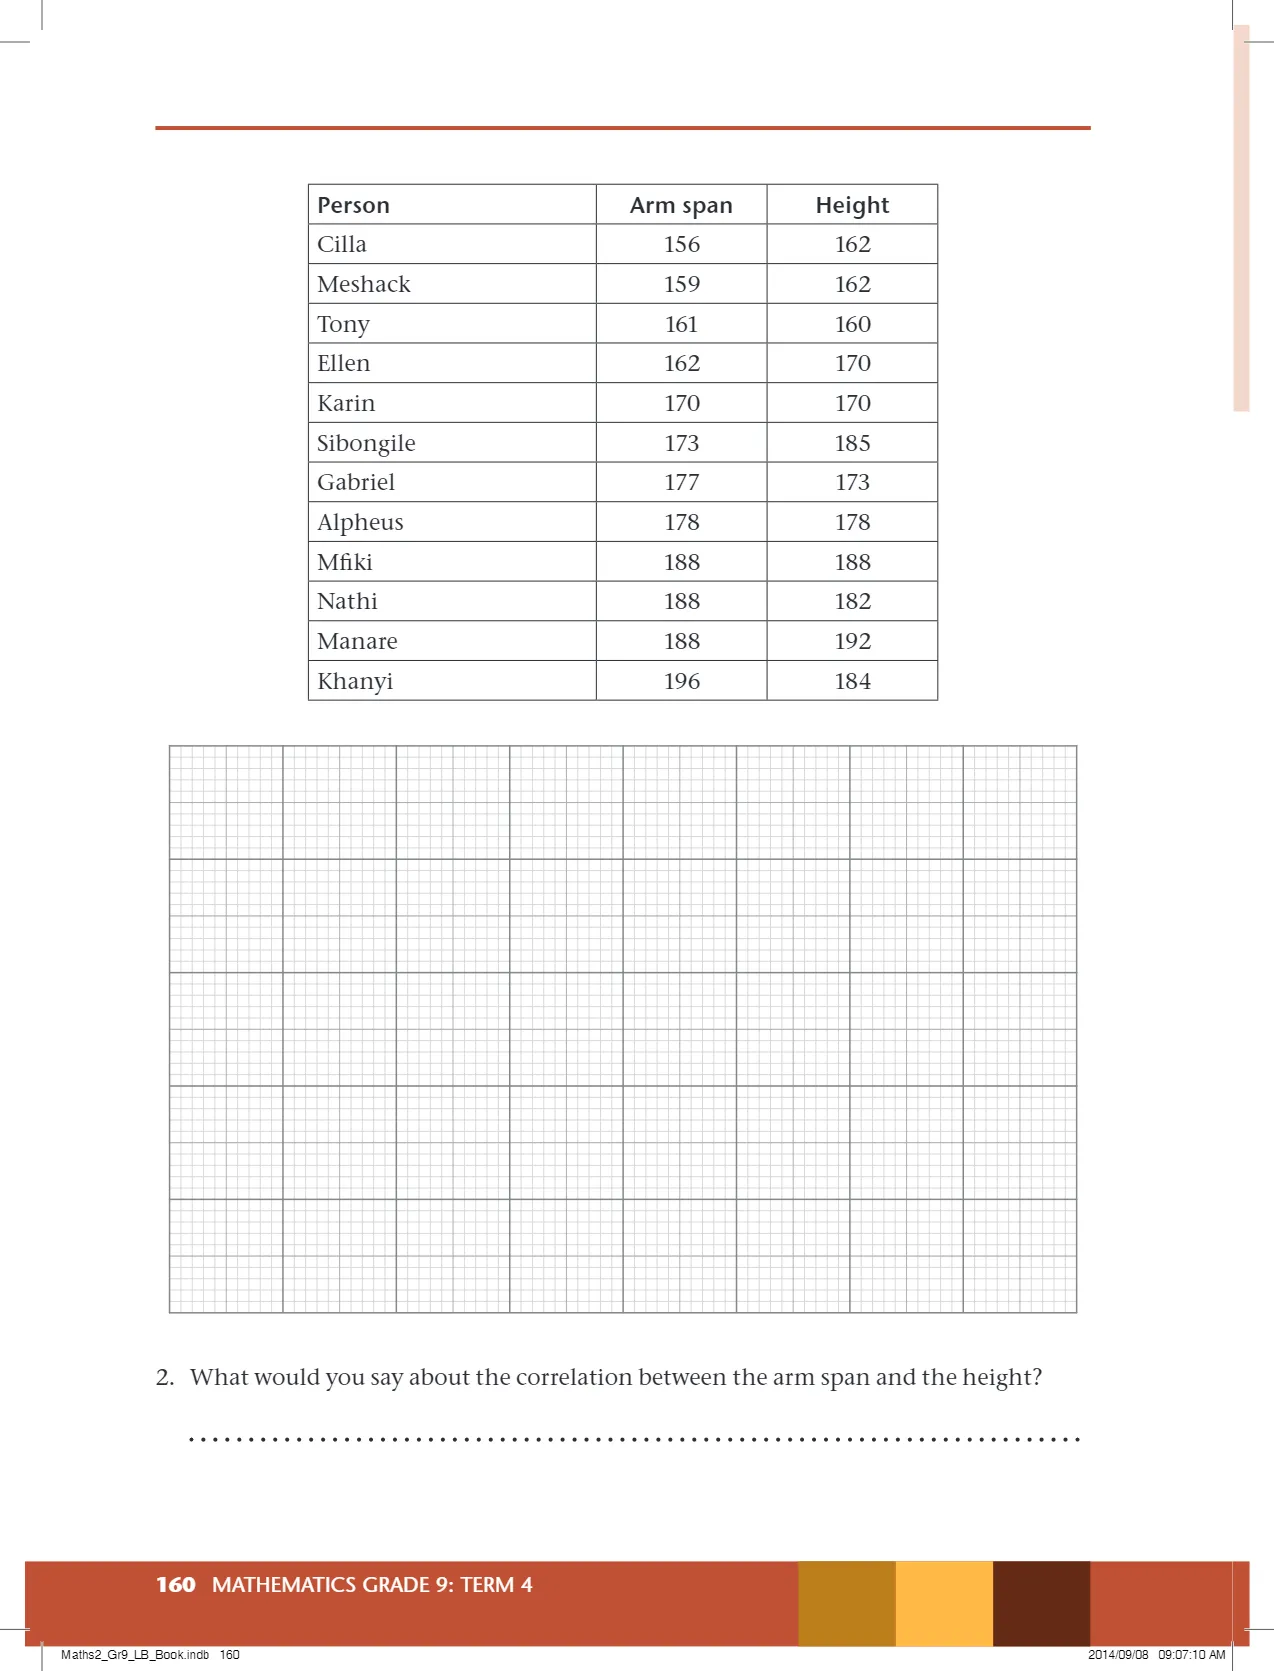 Person Arm span Height
Cilla 156 162
Meshack 159 162
Tony 161 160
Ellen 162 170
Karin 170 170
Sibongile 173 185
Gabriel 177 173
Alpheus 178 178
Mfiki 188 188
Nathi 188 182
Manare 188 192
Khanyi 196 184
2. What would you say about the correlation between the arm span and the height?
160 MATHEMATICS GRADE 9: TERM 4
Maths2_Gr9_LB_Book.indb 160 2014/09/08 09:07:10 AM